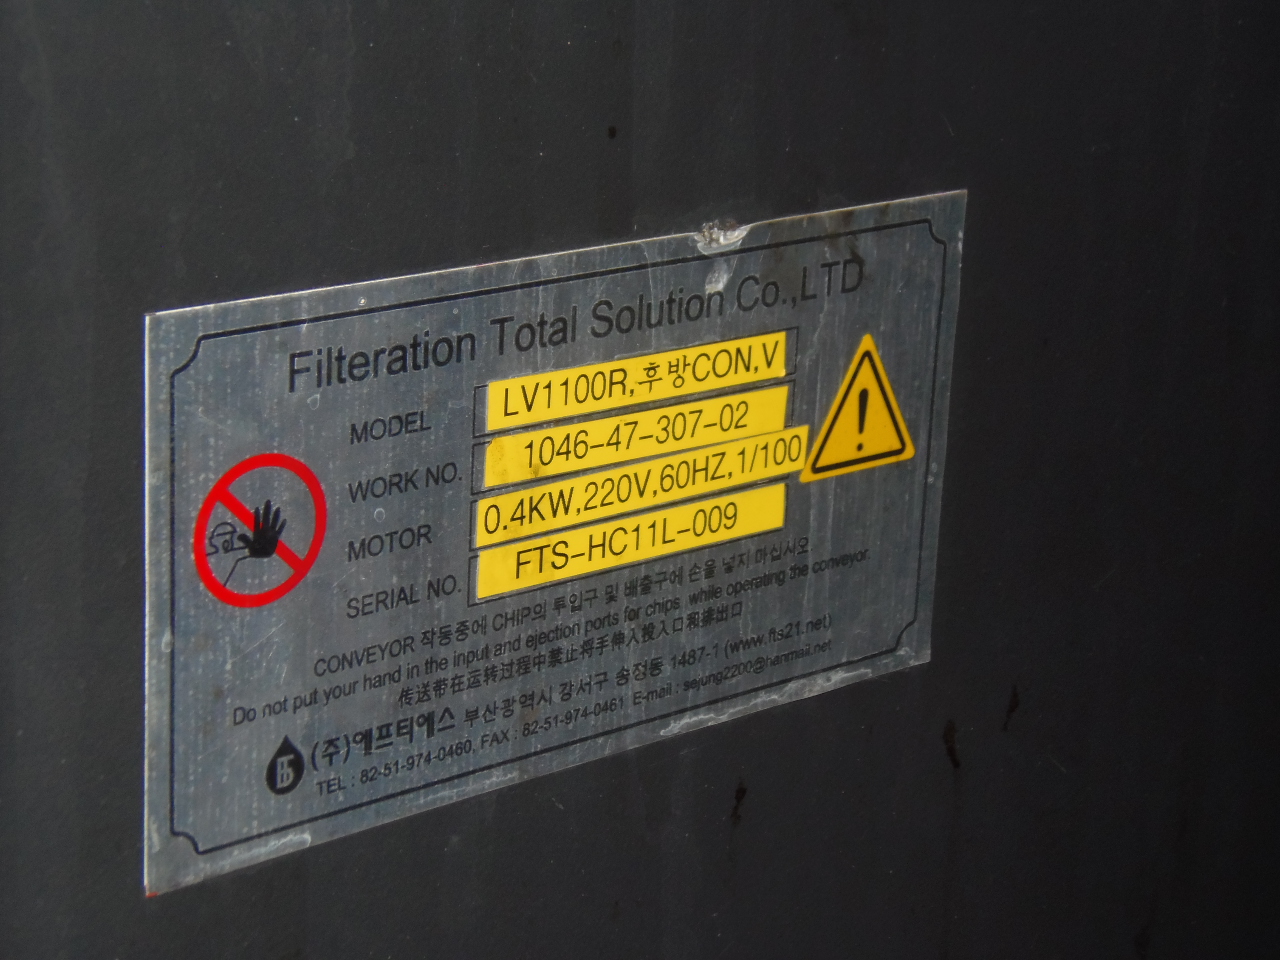 Filteration Total Solution Co.,LTD
MODEL LV1100R,후방CON,V
WORK NO. 1046-47-307-02
MOTOR 0.4KW,220V,60HZ,1/100
SERIAL NO. FTS-HC11L-009
CONVEYOR 작동중에 CHIP의 투입구 및 배출구에 손을 넣지 마십시오.
Do not put your hand in the input and ejection ports for chips while operating the conveyor.
传送带在运转过程中禁止将手伸入投入口和排出口
(주)에프티에스 부산광역시 강서구 송정동 1487-1 (www.fts21.net)
TEL : 82-51-974-0460, FAX : 82-51-974-0461 E-mail : sejung2200@hanmail.net